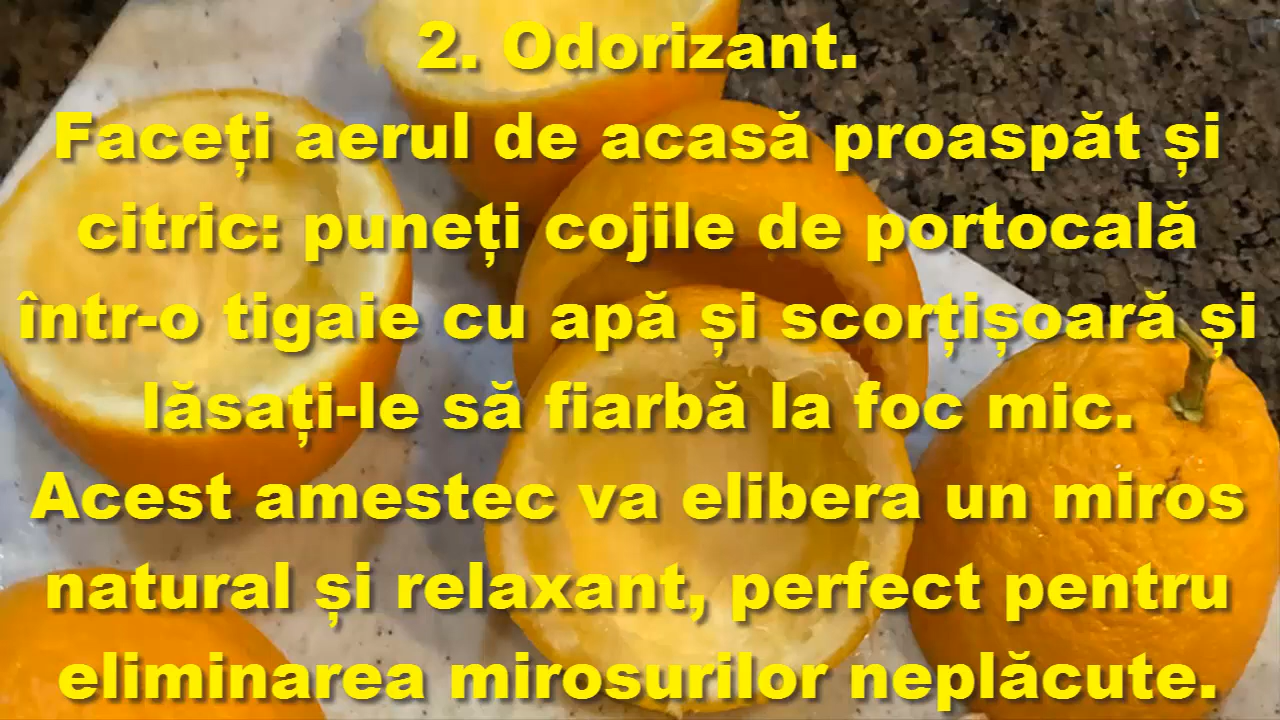 2. Odorizant.
Faceți aerul de acasă proaspăt și
citric: puneți cojile de portocală
într-o tigaie cu apă și scorțișoară și
lăsați-le să fiarbă la foc mic.
Acest amestec va elibera un miros
natural și relaxant, perfect pentru
eliminarea mirosurilor neplăcute.